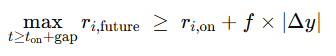 max_{t≥t_on+gap} r_{i,future} ≥ r_{i,on} + f × |Δy|